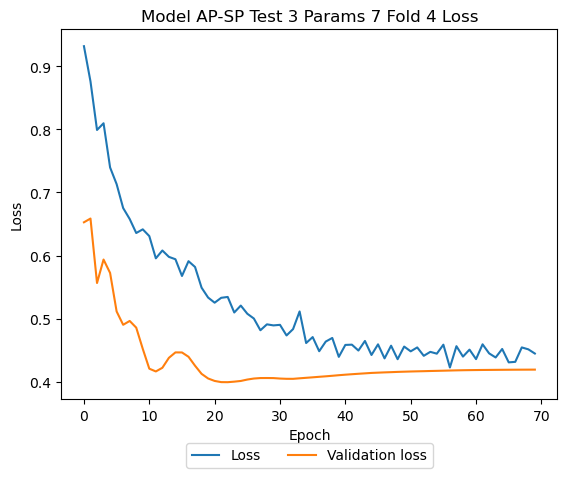 Model AP-SP Test 3 Params 7 Fold 4 Loss
0.9
0.8
0.7
0.6
0.5
0.4
Loss
0 10 20 30 40 50 60 70
Epoch
Loss Validation loss